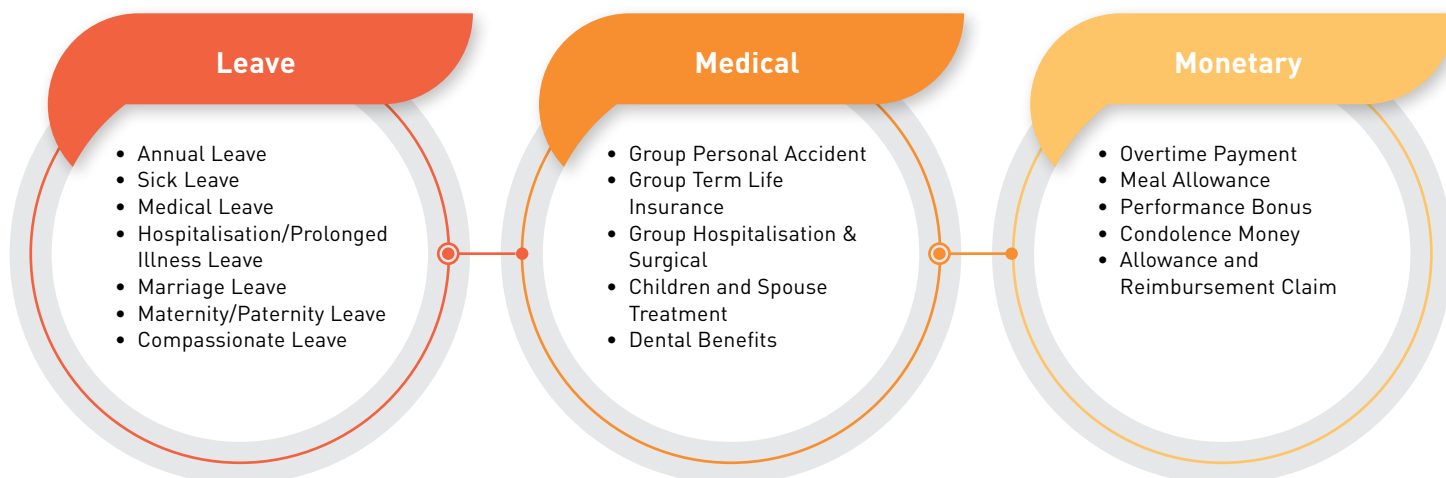 Leave
• Annual Leave
• Sick Leave
• Medical Leave
• Hospitalisation/Prolonged
Illness Leave
• Marriage Leave
• Maternity/Paternity Leave
• Compassionate Leave
Medical
• Group Personal Accident
• Group Term Life
Insurance
• Group Hospitalisation &
Surgical
• Children and Spouse
Treatment
• Dental Benefits
Monetary
• Overtime Payment
• Meal Allowance
• Performance Bonus
• Condolence Money
• Allowance and
Reimbursement Claim